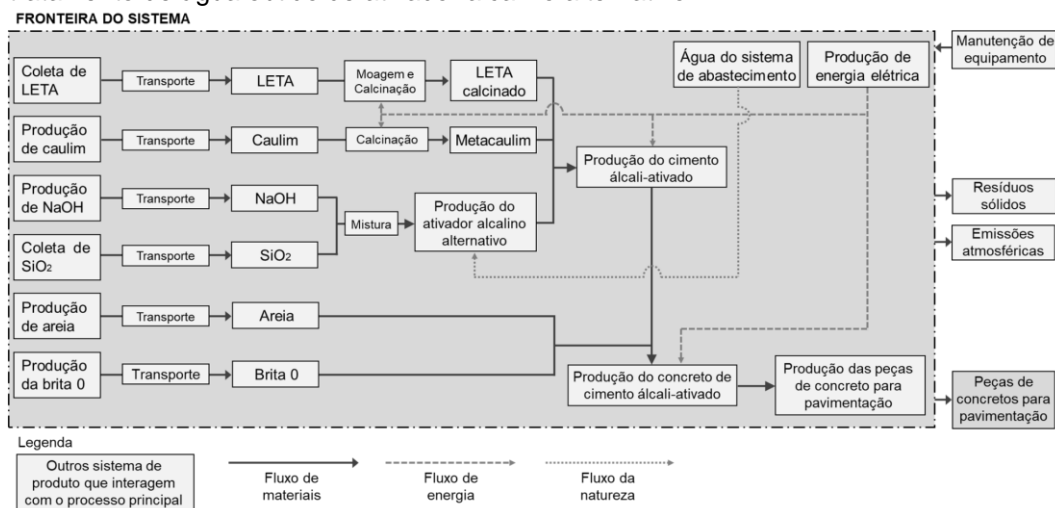 FRONTEIRA DO SISTEMA
Coleta de
LETA
Transporte
LETA
Moagem e
Calcinação
LETA
calcinado
Água do sistema
de abastecimento
Produção de
energia elétrica
Manutenção de
equipamento
Produção
de caulim
Transporte
Caulim
Calcinação
Metacaulim
Produção do cimento
álcali-ativado
Produção
de NaOH
Transporte
NaOH
Mistura
Produção do
ativador alcalino
alternativo
Resíduos
sólidos
Coleta de
SiO2
Transporte
SiO2
Emissões
atmosféricas
Produção
de areia
Transporte
Areia
Produção
da brita 0
Transporte
Brita 0
Produção do concreto de
cimento álcali-ativado
Produção das peças
de concreto para
pavimentação
Peças de
concretos para
pavimentação
Legenda
Outros sistema de
produto que interagem
com o processo principal
Fluxo de
materiais
Fluxo de
energia
Fluxo da
natureza